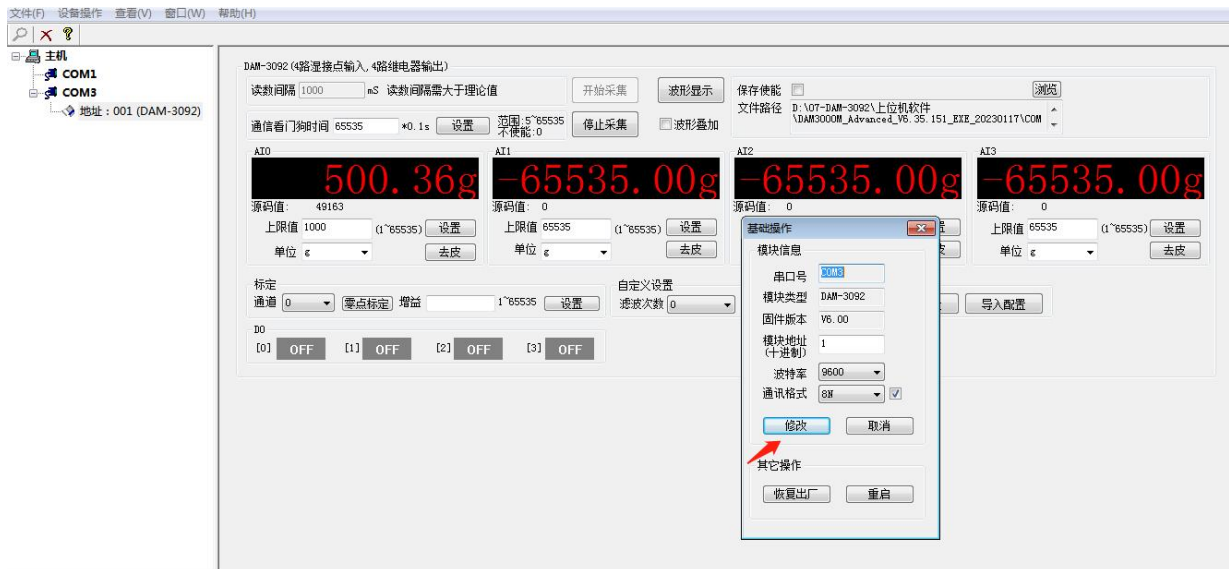 文件(F) 设备操作 查看(V) 窗口(W) 帮助(H)
主机
COM1
COM3
地址：001 (DAM-3092)
DAM-3092(4路湿接点输入,4路继电器输出)
读数间隔 1000 mS 读数间隔需大于理论值 开始采集 波形显示
通信看门狗时间 65535 *0.1s 设置 范围:5~65535 不使能:0 停止采集 波形叠加
保存使能 浏览
文件路径 D:\07-DAM-3092\上位机软件
\DAM3000M_Advanced_V6.35.151_EXE_20230117\COM
AI0 AI1 AI2 AI3
500.36g -65535.00g -65535.00g -65535.00g
源码值: 49163 源码值: 0 源码值: 0 源码值: 0
上限值 1000 (1~65535) 设置 上限值 65535 (1~65535) 设置 上限值 65535 (1~65535) 设置
单位 g 去皮 单位 g 去皮 单位 g 去皮
标定
通道 0 零点标定 增益 1~65535 设置
自定义设置
滤波次数 0 导入配置
DO
[0] OFF [1] OFF [2] OFF [3] OFF
基础操作
模块信息
串口号 COM3
模块类型 DAM-3092
固件版本 V6.00
模块地址 1
(十进制)
波特率 9600
通讯格式 8N
修改 取消
其它操作
恢复出厂 重启